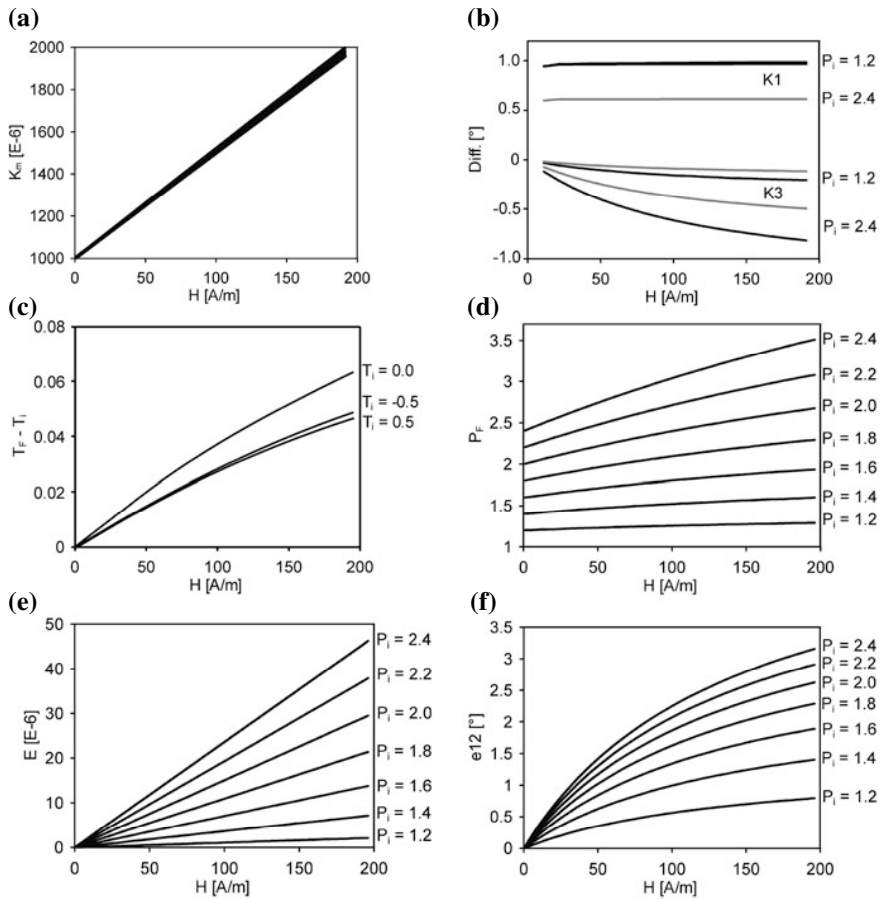 (a)
2000
1800
1600
1400
1200
1000
Km [E-6]
0 50 100 150 200
H [A/m]
(b)
1.0
0.5
0
-0.5
-1.0
Diff. [°]
Pi = 1.2
K1
Pi = 2.4
Pi = 1.2
K3
Pi = 2.4
0 50 100 150 200
H [A/m]
(c)
0.08
0.06
0.04
0.02
0
TF - Ti
Ti = 0.0
Ti = -0.5
Ti = 0.5
0 50 100 150 200
H [A/m]
(d)
3.5
3
2.5
2
1.5
1
PF
Pi = 2.4
Pi = 2.2
Pi = 2.0
Pi = 1.8
Pi = 1.6
Pi = 1.4
Pi = 1.2
0 50 100 150 200
H [A/m]
(e)
50
40
30
20
10
0
E [E-6]
Pi = 2.4
Pi = 2.2
Pi = 2.0
Pi = 1.8
Pi = 1.6
Pi = 1.4
Pi = 1.2
0 50 100 150 200
H [A/m]
(f)
3.5
3
2.5
2
1.5
1
0.5
0
e12 [°]
Pi = 2.4
Pi = 2.2
Pi = 2.0
Pi = 1.8
Pi = 1.6
Pi = 1.4
Pi = 1.2
0 50 100 150 200
H [A/m]